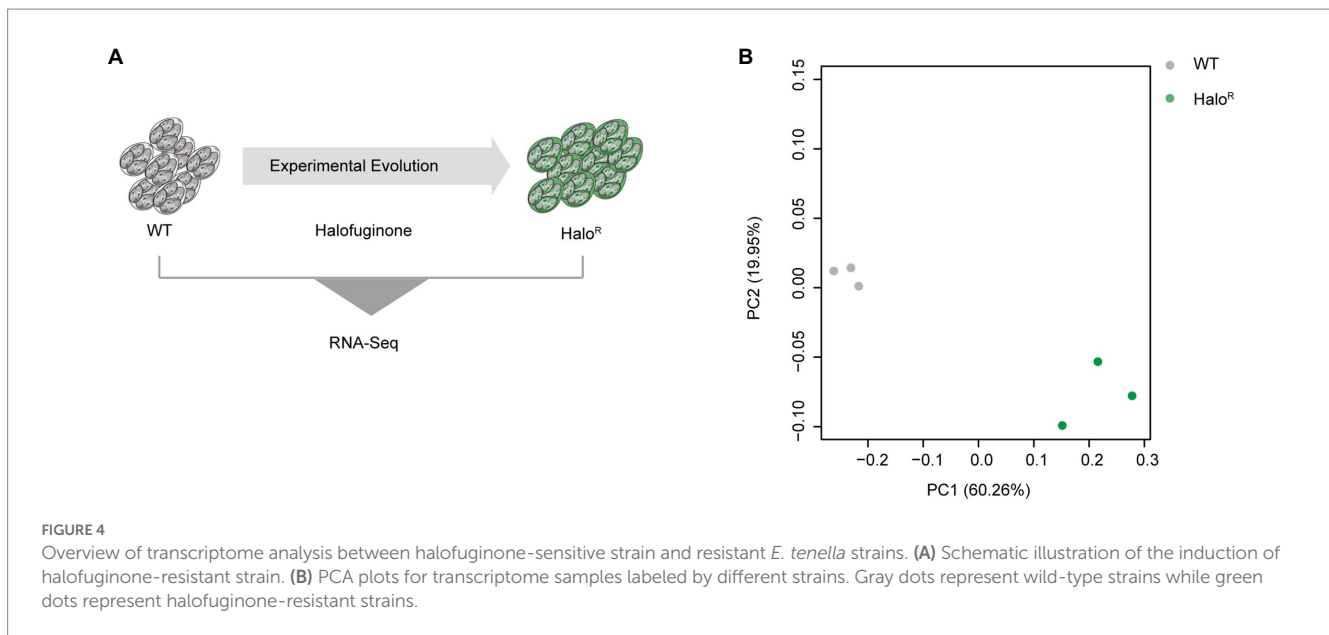 A
Experimental Evolution
WT
Halofuginone
Halo^R
RNA-Seq
B
WT
Halo^R
0.15
0.10
0.05
0.00
−0.05
−0.10
PC2 (19.95%)
−0.2 −0.1 0.0 0.1 0.2 0.3
PC1 (60.26%)
FIGURE 4
Overview of transcriptome analysis between halofuginone-sensitive strain and resistant E. tenella strains. (A) Schematic illustration of the induction of
halofuginone-resistant strain. (B) PCA plots for transcriptome samples labeled by different strains. Gray dots represent wild-type strains while green
dots represent halofuginone-resistant strains.